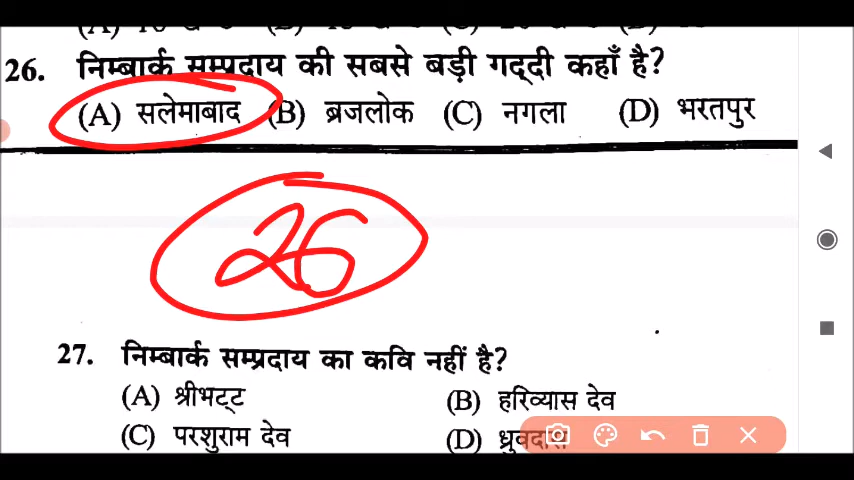 26. निम्बार्क सम्प्रदाय की सबसे बड़ी गद्दी कहाँ है?
(A) सलेमाबाद (B) ब्रजलोक (C) नगला (D) भरतपुर
26
27. निम्बार्क सम्प्रदाय का कवि नहीं है?
(A) श्रीभट्ट (B) हरिव्यास देव
(C) परशुराम देव (D) ध्रुवदास